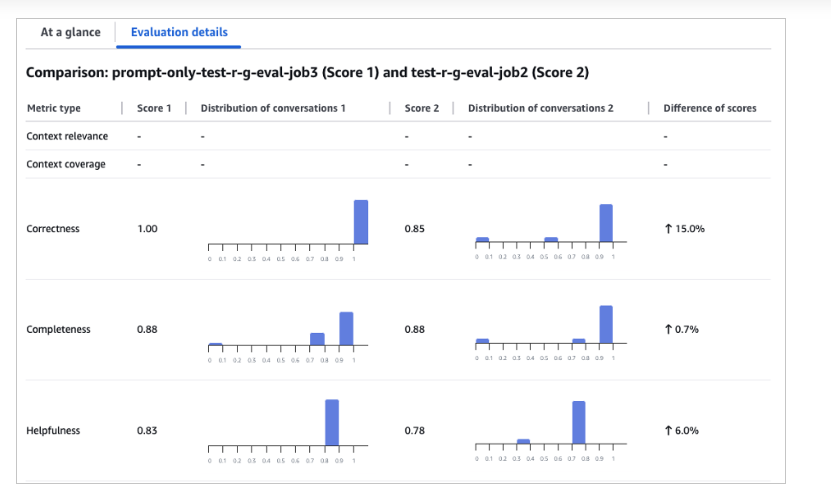 At a glance Evaluation details
Comparison: prompt-only-test-r-g-eval-job3 (Score 1) and test-r-g-eval-job2 (Score 2)
Metric type Score 1 Distribution of conversations 1 Score 2 Distribution of conversations 2 Difference of scores
Context relevance - - - - -
Context coverage - - - - -
Correctness 1.00 0.85 ↑ 15.0%
0 0.1 0.2 0.3 0.4 0.5 0.6 0.7 0.8 0.9 1
0 0.1 0.2 0.3 0.4 0.5 0.6 0.7 0.8 0.9 1
Completeness 0.88 0.88 ↑ 0.7%
0 0.1 0.2 0.3 0.4 0.5 0.6 0.7 0.8 0.9 1
0 0.1 0.2 0.3 0.4 0.5 0.6 0.7 0.8 0.9 1
Helpfulness 0.83 0.78 ↑ 6.0%
0 0.1 0.2 0.3 0.4 0.5 0.6 0.7 0.8 0.9 1
0 0.1 0.2 0.3 0.4 0.5 0.6 0.7 0.8 0.9 1